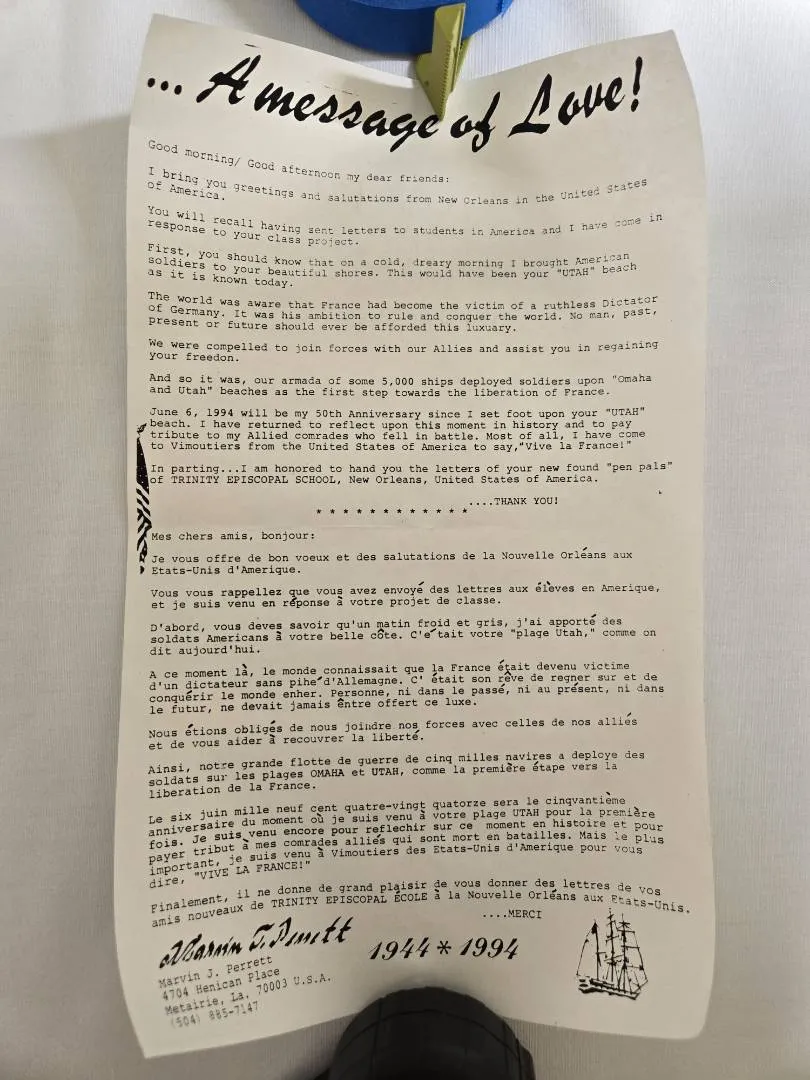 ... A message of Love!
Good morning/ Good afternoon my dear friends:
I bring you greetings and salutations from New Orleans in the United States
of America.
You will recall having sent letters to students in America and I have come in
response to your class project.
First, you should know that on a cold, dreary morning I brought American
soldiers to your beautiful shores. This would have been your "UTAH" beach
as it is known today.
The world was aware that France had become the victim of a ruthless Dictator
of Germany. It was his ambition to rule and conquer the world. No man, past,
present or future should ever be afforded this luxuary.
We were compelled to join forces with our Allies and assist you in regaining
your freedon.
And so it was, our armada of some 5,000 ships deployed soldiers upon "Omaha
and Utah" beaches as the first step towards the liberation of France.
June 6, 1994 will be my 50th Anniversary since I set foot upon your "UTAH"
beach. I have returned to reflect upon this moment in history and to pay
tribute to my Allied comrades who fell in battle. Most of all, I have come
to Vimoutiers from the United States of America to say,"Vive la France!"
In parting...I am honored to hand you the letters of your new found "pen pals"
of TRINITY EPISCOPAL SCHOOL, New Orleans, United States of America.
....THANK YOU!
* * * * * * * * * * * *
Mes chers amis, bonjour:
Je vous offre de bon voeux et des salutations de la Nouvelle Orléans aux
Etats-Unis d'Amerique.
Vous vous rappellez que vous avez envoyé des lettres aux élèves en Amerique,
et je suis venu en réponse à votre projet de classe.
D'abord, vous deves savoir qu'un matin froid et gris, j'ai apporté des
soldats Americans à votre belle côte. C'é tait votre "plage Utah," comme on
dit aujourd'hui.
A ce moment là, le monde connaissait que la France était devenu victime
d'un dictateur sans pihé d'Allemagne. C' était son rêve de regner sur et de
conquérir le monde enher. Personne, ni dans le passé, ni au présent, ni dans
le futur, ne devait jamais êntre offert ce luxe.
Nous étions obligés de nous joindre nos forces avec celles de nos alliés
et de vous aider à recouvrer la liberté.
Ainsi, notre grande flotte de guerre de cinq milles navires a deploye des
soldats sur les plages OMAHA et UTAH, comme la première étape vers la
liberation de la France.
Le six juin mille neuf cent quatre-vingt quatorze sera le cinqvantième
anniversaire du moment où je suis venu à votre plage UTAH pour la première
fois. Je suis venu encore pour reflechir sur ce moment en histoire et pour
payer tribut à mes comrades alliés qui sont mort en batailles. Mais le plus
important, je suis venu à Vimoutiers des Etats-Unis d'Amerique pour vous
dire, "VIVE LA FRANCE!"
Finalement, il ne donne de grand plaisir de vous donner des lettres de vos
amis nouveaux de TRINITY EPISCOPAL ÉCOLE à la Nouvelle Orléans aux Etats-Unis.
....MERCI
Marvin J. Perrett
1944 * 1994
Marvin J. Perrett
4704 Henican Place
Metairie, La. 70003 U.S.A.
(504) 885-7147